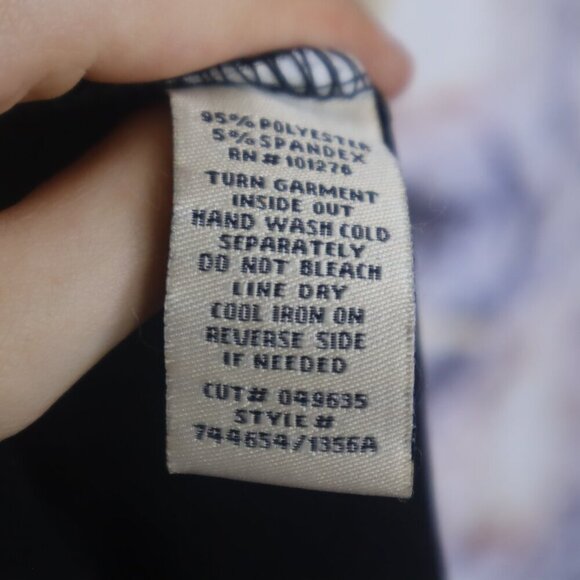 95% POLYESTER
5% SPANDEX
RN# 101276
TURN GARMENT
INSIDE OUT
HAND WASH COLD
SEPARATELY
DO NOT BLEACH
LINE DRY
COOL IRON ON
REVERSE SIDE
IF NEEDED
CUT# 049635
STYLE#
744654/1356A